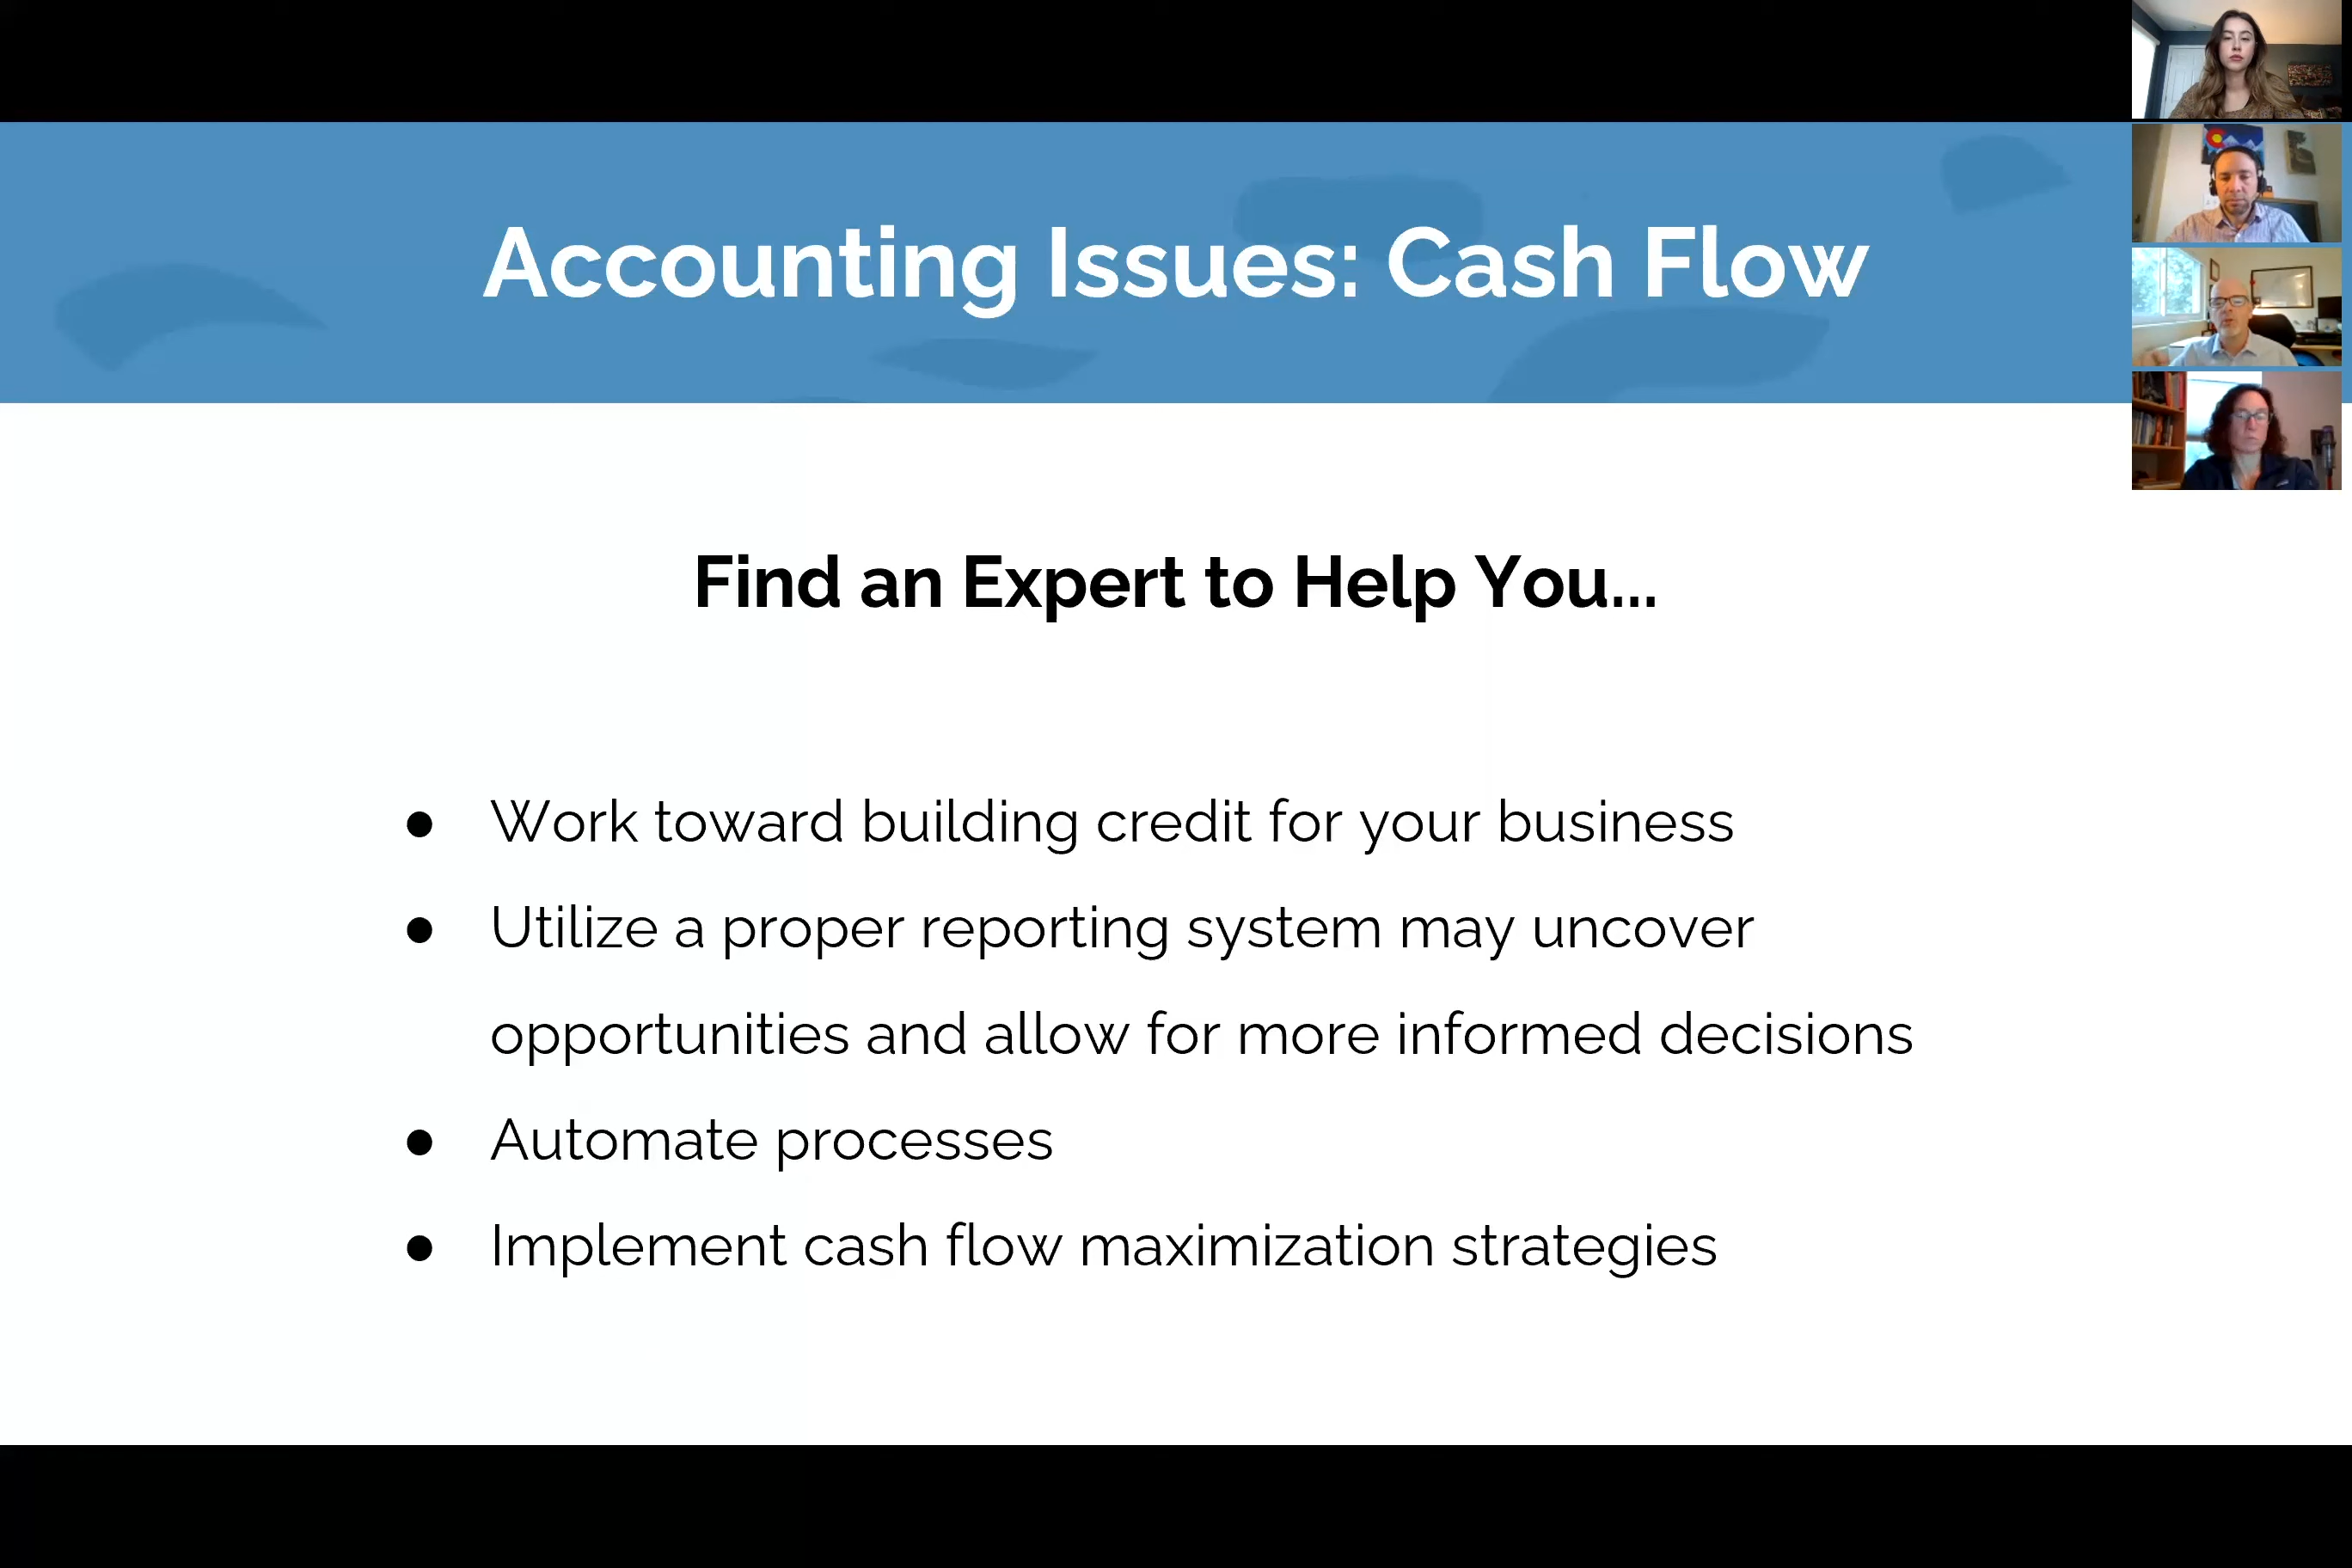 Accounting Issues: Cash Flow
Find an Expert to Help You...
● Work toward building credit for your business
● Utilize a proper reporting system may uncover
opportunities and allow for more informed decisions
● Automate processes
● Implement cash flow maximization strategies